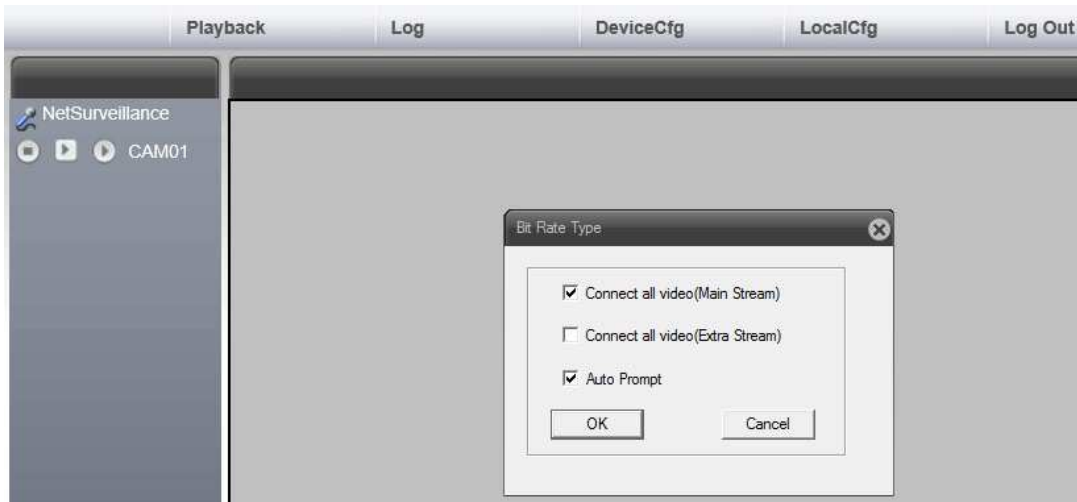 Playback Log DeviceCfg LocalCfg Log Out
NetSurveillance
CAM01
Bit Rate Type
Connect all video(Main Stream)
Connect all video(Extra Stream)
Auto Prompt
OK Cancel